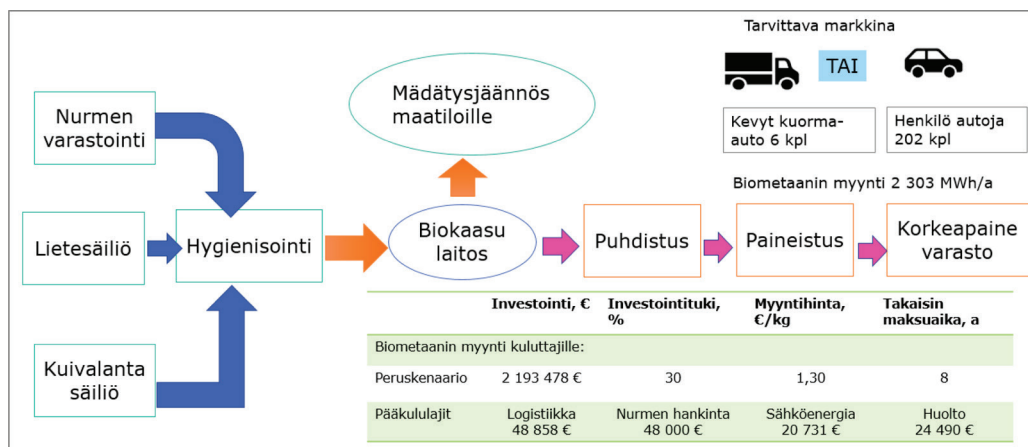 Tarvittava markkina
TAI
Kevyt kuorma-
auto 6 kpl
Henkilö autoja
202 kpl
Biometaanin myynti 2 303 MWh/a
Mädätysjäännös
maatiloille
Nurmen
varastointi
Lietesäiliö
Kuivalanta
säiliö
Hygienisointi
Biokaasu
laitos
Puhdistus
Paineistus
Korkeapaine
varasto
Investointi, €
Investointituki,
%
Myyntihinta,
€/kg
Takaisin
maksuaika, a
Biometaanin myynti kuluttajille:
Peruskenaario 2 193 478 € 30 1,30 8
Pääkululajit
Logistiikka
48 858 €
Nurmen hankinta
48 000 €
Sähköenergia
20 731 €
Huolto
24 490 €